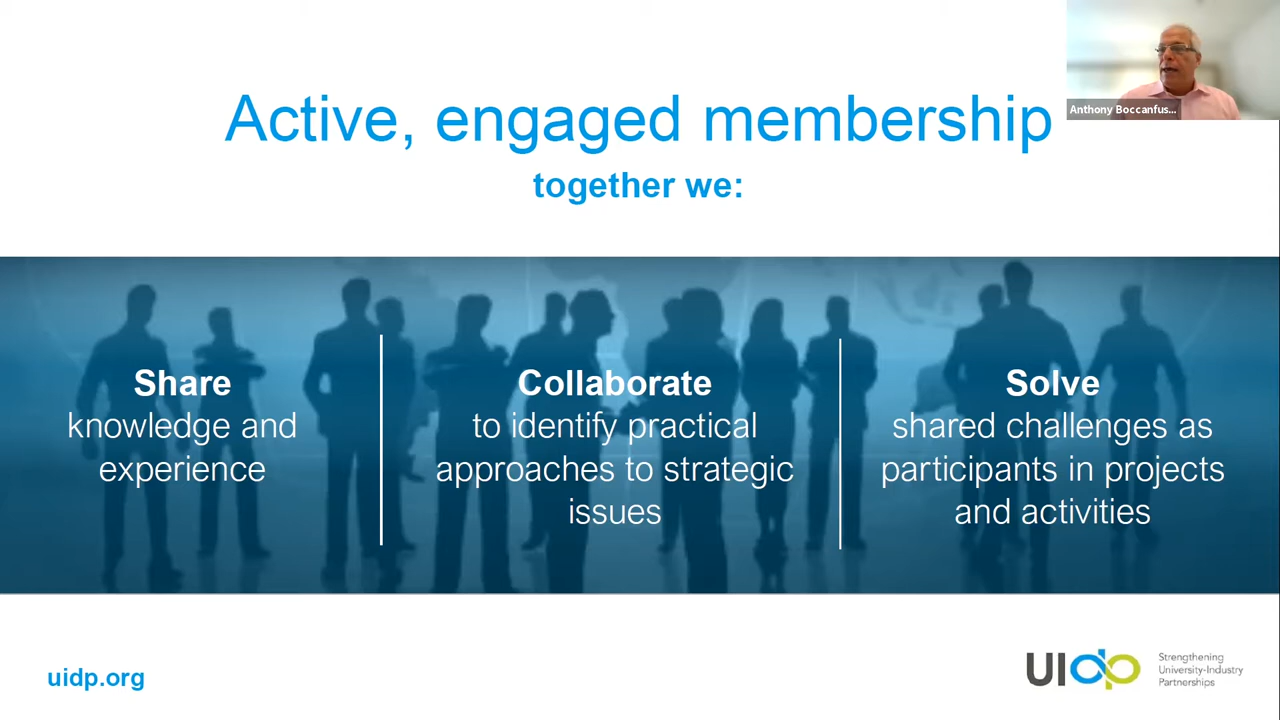 Anthony Boccanfus...
Active, engaged membership
together we:
Share
knowledge and
experience
Collaborate
to identify practical
approaches to strategic
issues
Solve
shared challenges as
participants in projects
and activities
uidp.org
UIdp
Strengthening
University-Industry
Partnerships